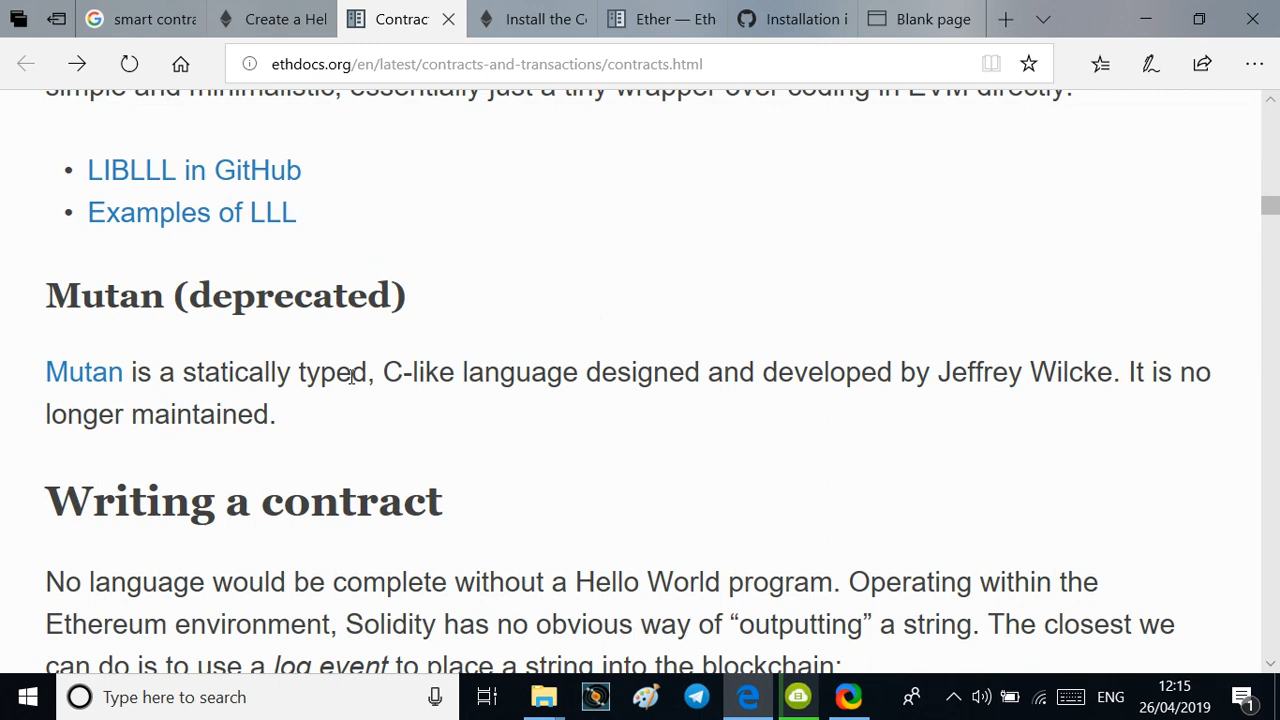 smart contra
Create a Hel
Contrac
Install the Co
Ether — Eth
Installation i
Blank page
ethdocs.org/en/latest/contracts-and-transactions/contracts.html
simple and minimalistic, essentially just a tiny wrapper over coding in EVM directly.
• LIBLLL in GitHub
• Examples of LLL
Mutan (deprecated)
Mutan is a statically typed, C-like language designed and developed by Jeffrey Wilcke. It is no
longer maintained.
Writing a contract
No language would be complete without a Hello World program. Operating within the
Ethereum environment, Solidity has no obvious way of “outputting” a string. The closest we
can do is to use a log event to place a string into the blockchain:
Type here to search
ENG
12:15
26/04/2019
1